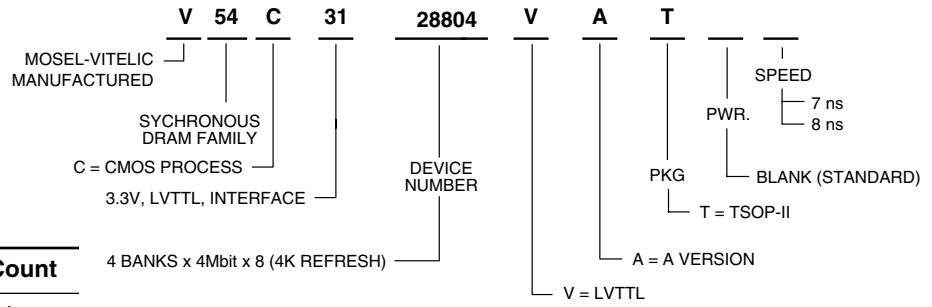 V 54 C 31 28804 V A T
MOSEL-VITELIC
MANUFACTURED
SPEED
7 ns
8 ns
SYCHRONOUS
DRAM FAMILY
PWR.
C = CMOS PROCESS
DEVICE
NUMBER
PKG
BLANK (STANDARD)
3.3V, LVTTL, INTERFACE
T = TSOP-II
Count
4 BANKS x 4Mbit x 8 (4K REFRESH)
A = A VERSION
V = LVTTL